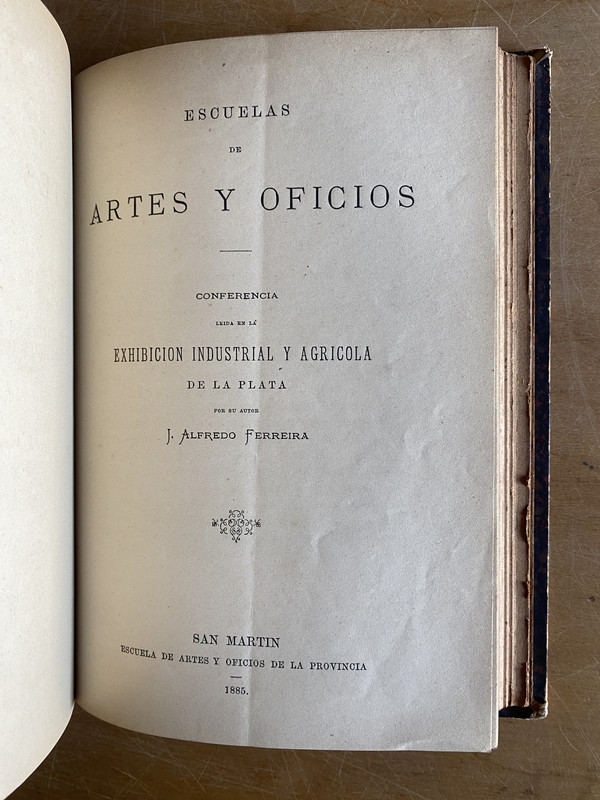 ESCUELAS
DE
ARTES Y OFICIOS
CONFERENCIA
LEIDA EN LA
EXHIBICION INDUSTRIAL Y AGRICOLA
DE LA PLATA
POR SU AUTOR
J. ALFREDO FERREIRA
SAN MARTIN
ESCUELA DE ARTES Y OFICIOS DE LA PROVINCIA
1885.